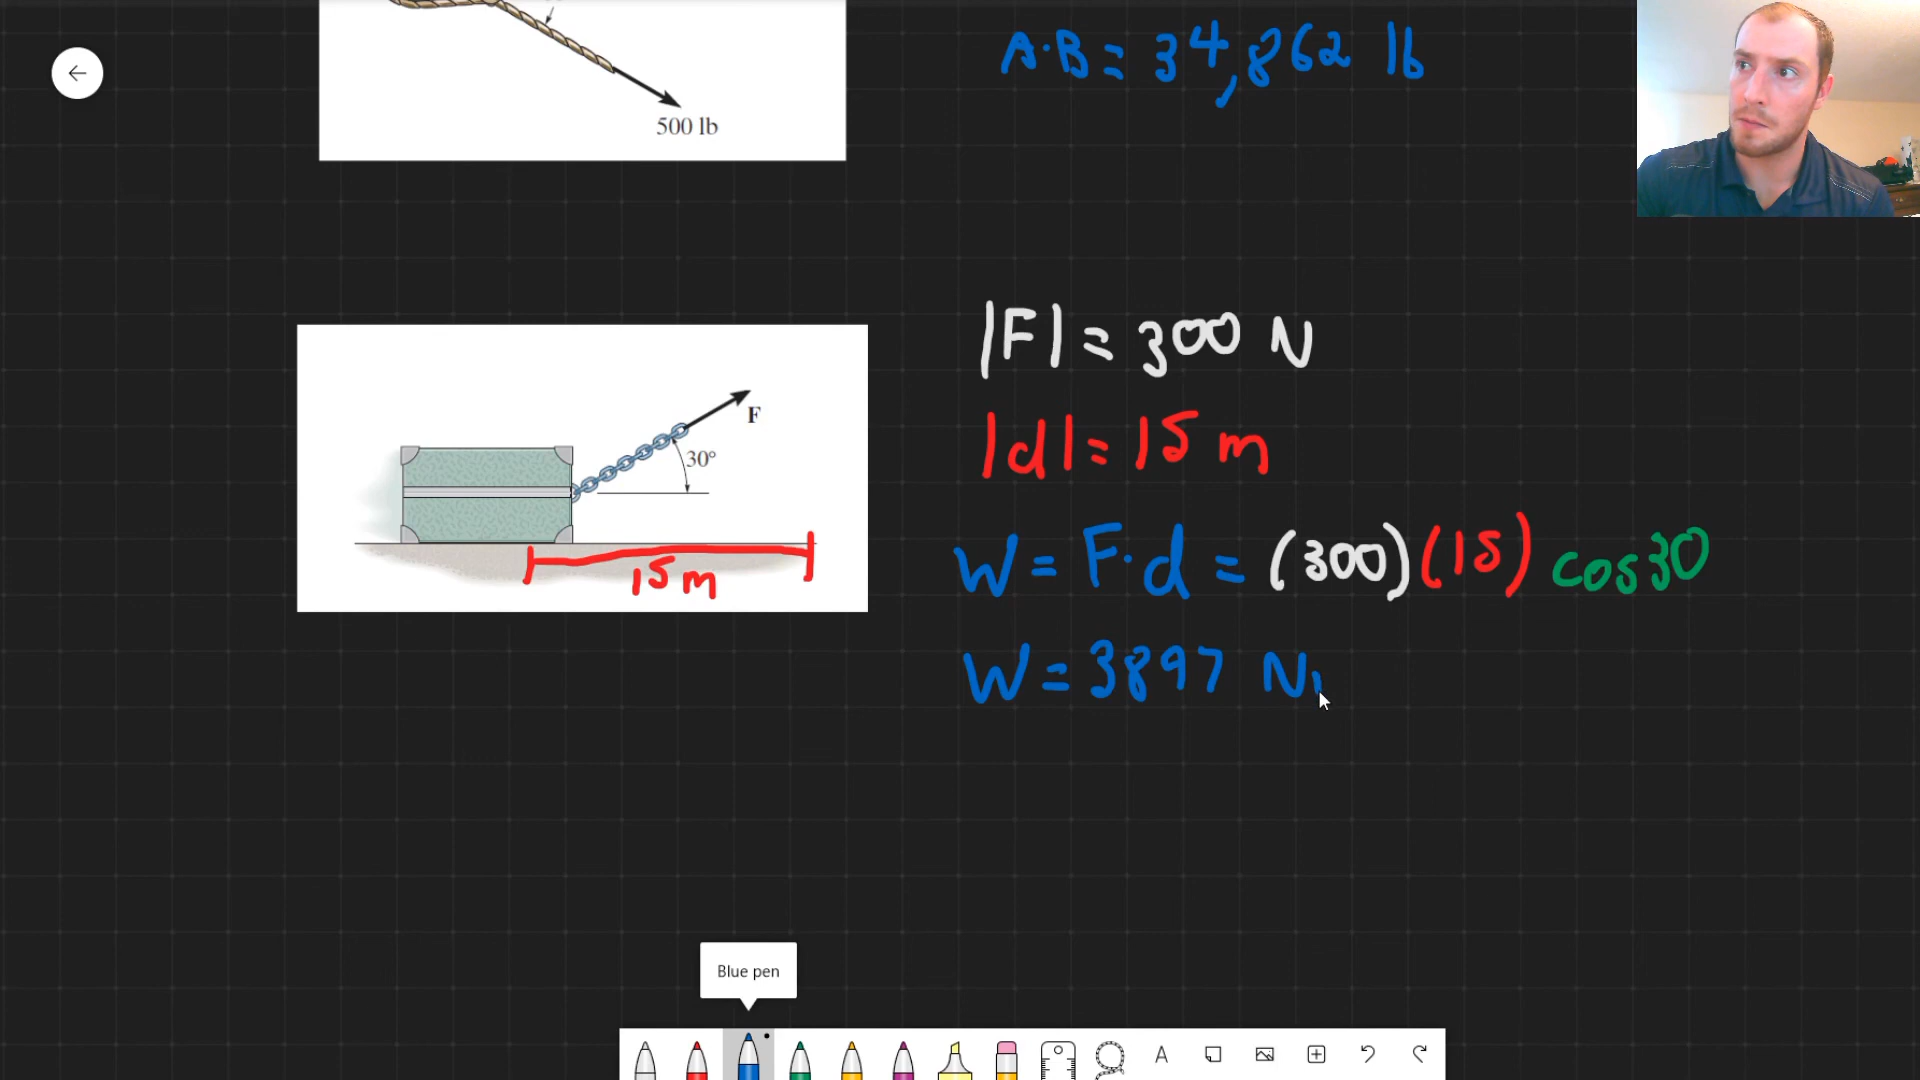 A·B = 34,862 lb
500 lb
|F| = 300 N
|d| = 15 m
F
30°
W = F·d = (300)(15) cos30
15 m
W = 3897 N
Blue pen
A